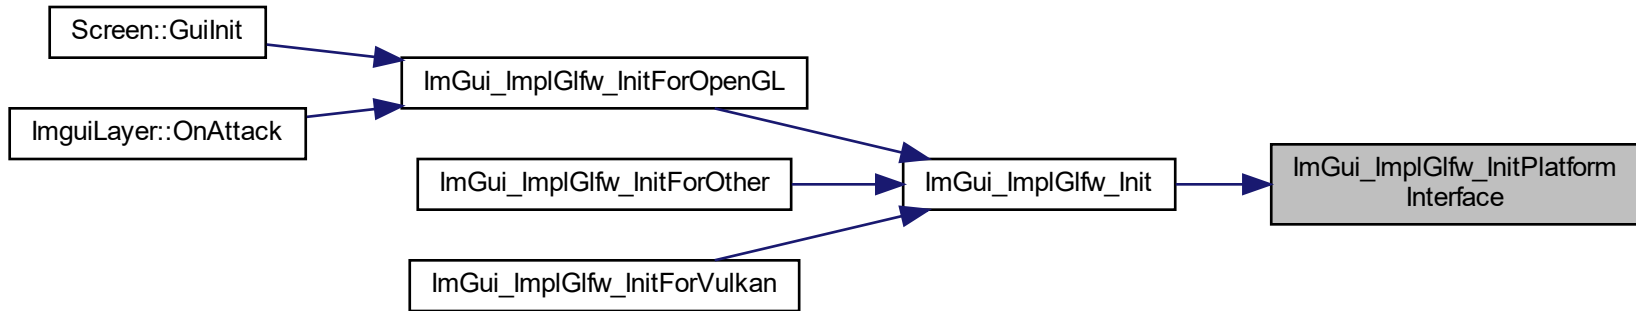 Screen::GuiInit
ImguiLayer::OnAttack
ImGui_ImplGlfw_InitForOpenGL
ImGui_ImplGlfw_InitForOther
ImGui_ImplGlfw_InitForVulkan
ImGui_ImplGlfw_Init
ImGui_ImplGlfw_InitPlatform
Interface